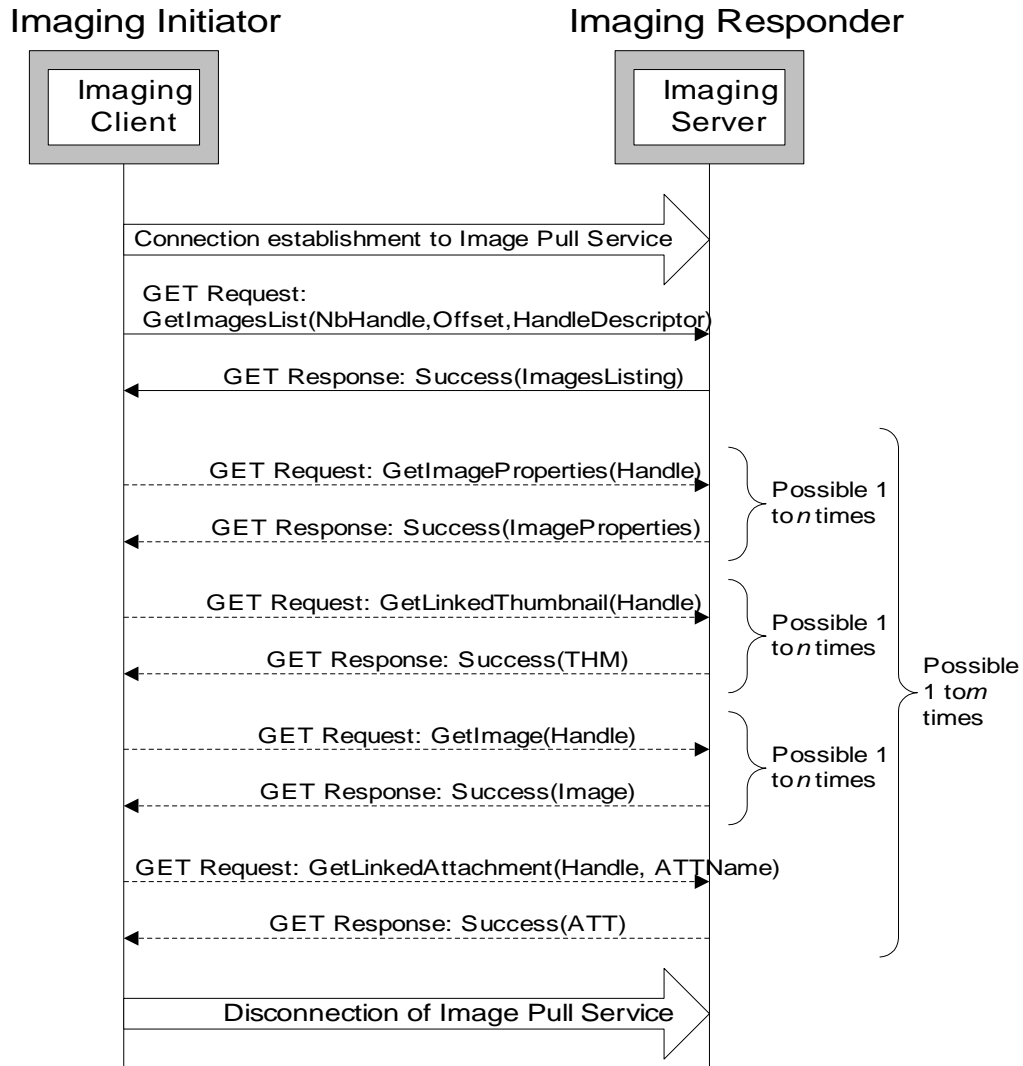 Imaging Initiator
Imaging Responder
Imaging
Client
Imaging
Server
Connection establishment to Image Pull Service
GET Request:
GetImagesList(NbHandle,Offset,HandleDescriptor)
GET Response: Success(ImagesListing)
GET Request: GetImageProperties(Handle)
GET Response: Success(ImageProperties)
Possible 1
to n times
GET Request: GetLinkedThumbnail(Handle)
GET Response: Success(THM)
Possible 1
to n times
GET Request: GetImage(Handle)
GET Response: Success(Image)
Possible 1
to n times
GET Request: GetLinkedAttachment(Handle, ATTName)
GET Response: Success(ATT)
Possible
1 to m
times
Disconnection of Image Pull Service